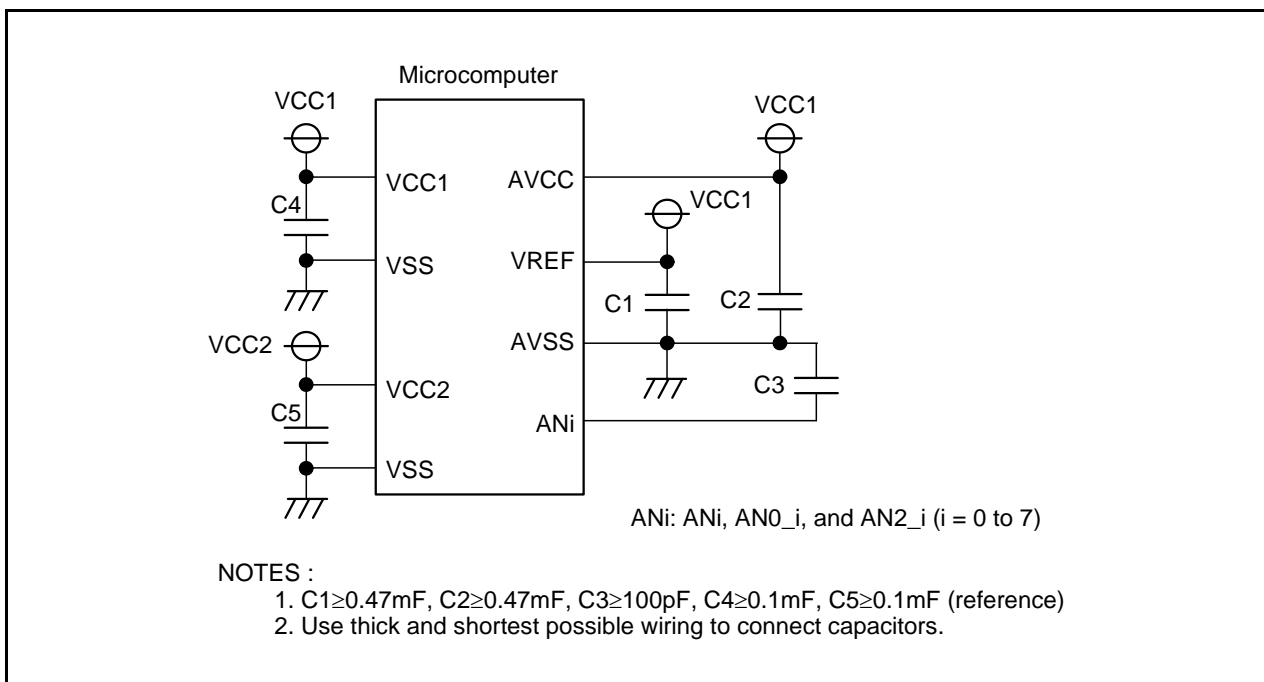 Microcomputer
VCC1
VCC1
VCC1
AVCC
VCC1
C4
VREF
VSS
C1
C2
VCC2
AVSS
C3
VCC2
C5
ANi
VSS
ANi: ANi, AN0_i, and AN2_i (i = 0 to 7)
NOTES :
1. C1≥0.47mF, C2≥0.47mF, C3≥100pF, C4≥0.1mF, C5≥0.1mF (reference)
2. Use thick and shortest possible wiring to connect capacitors.